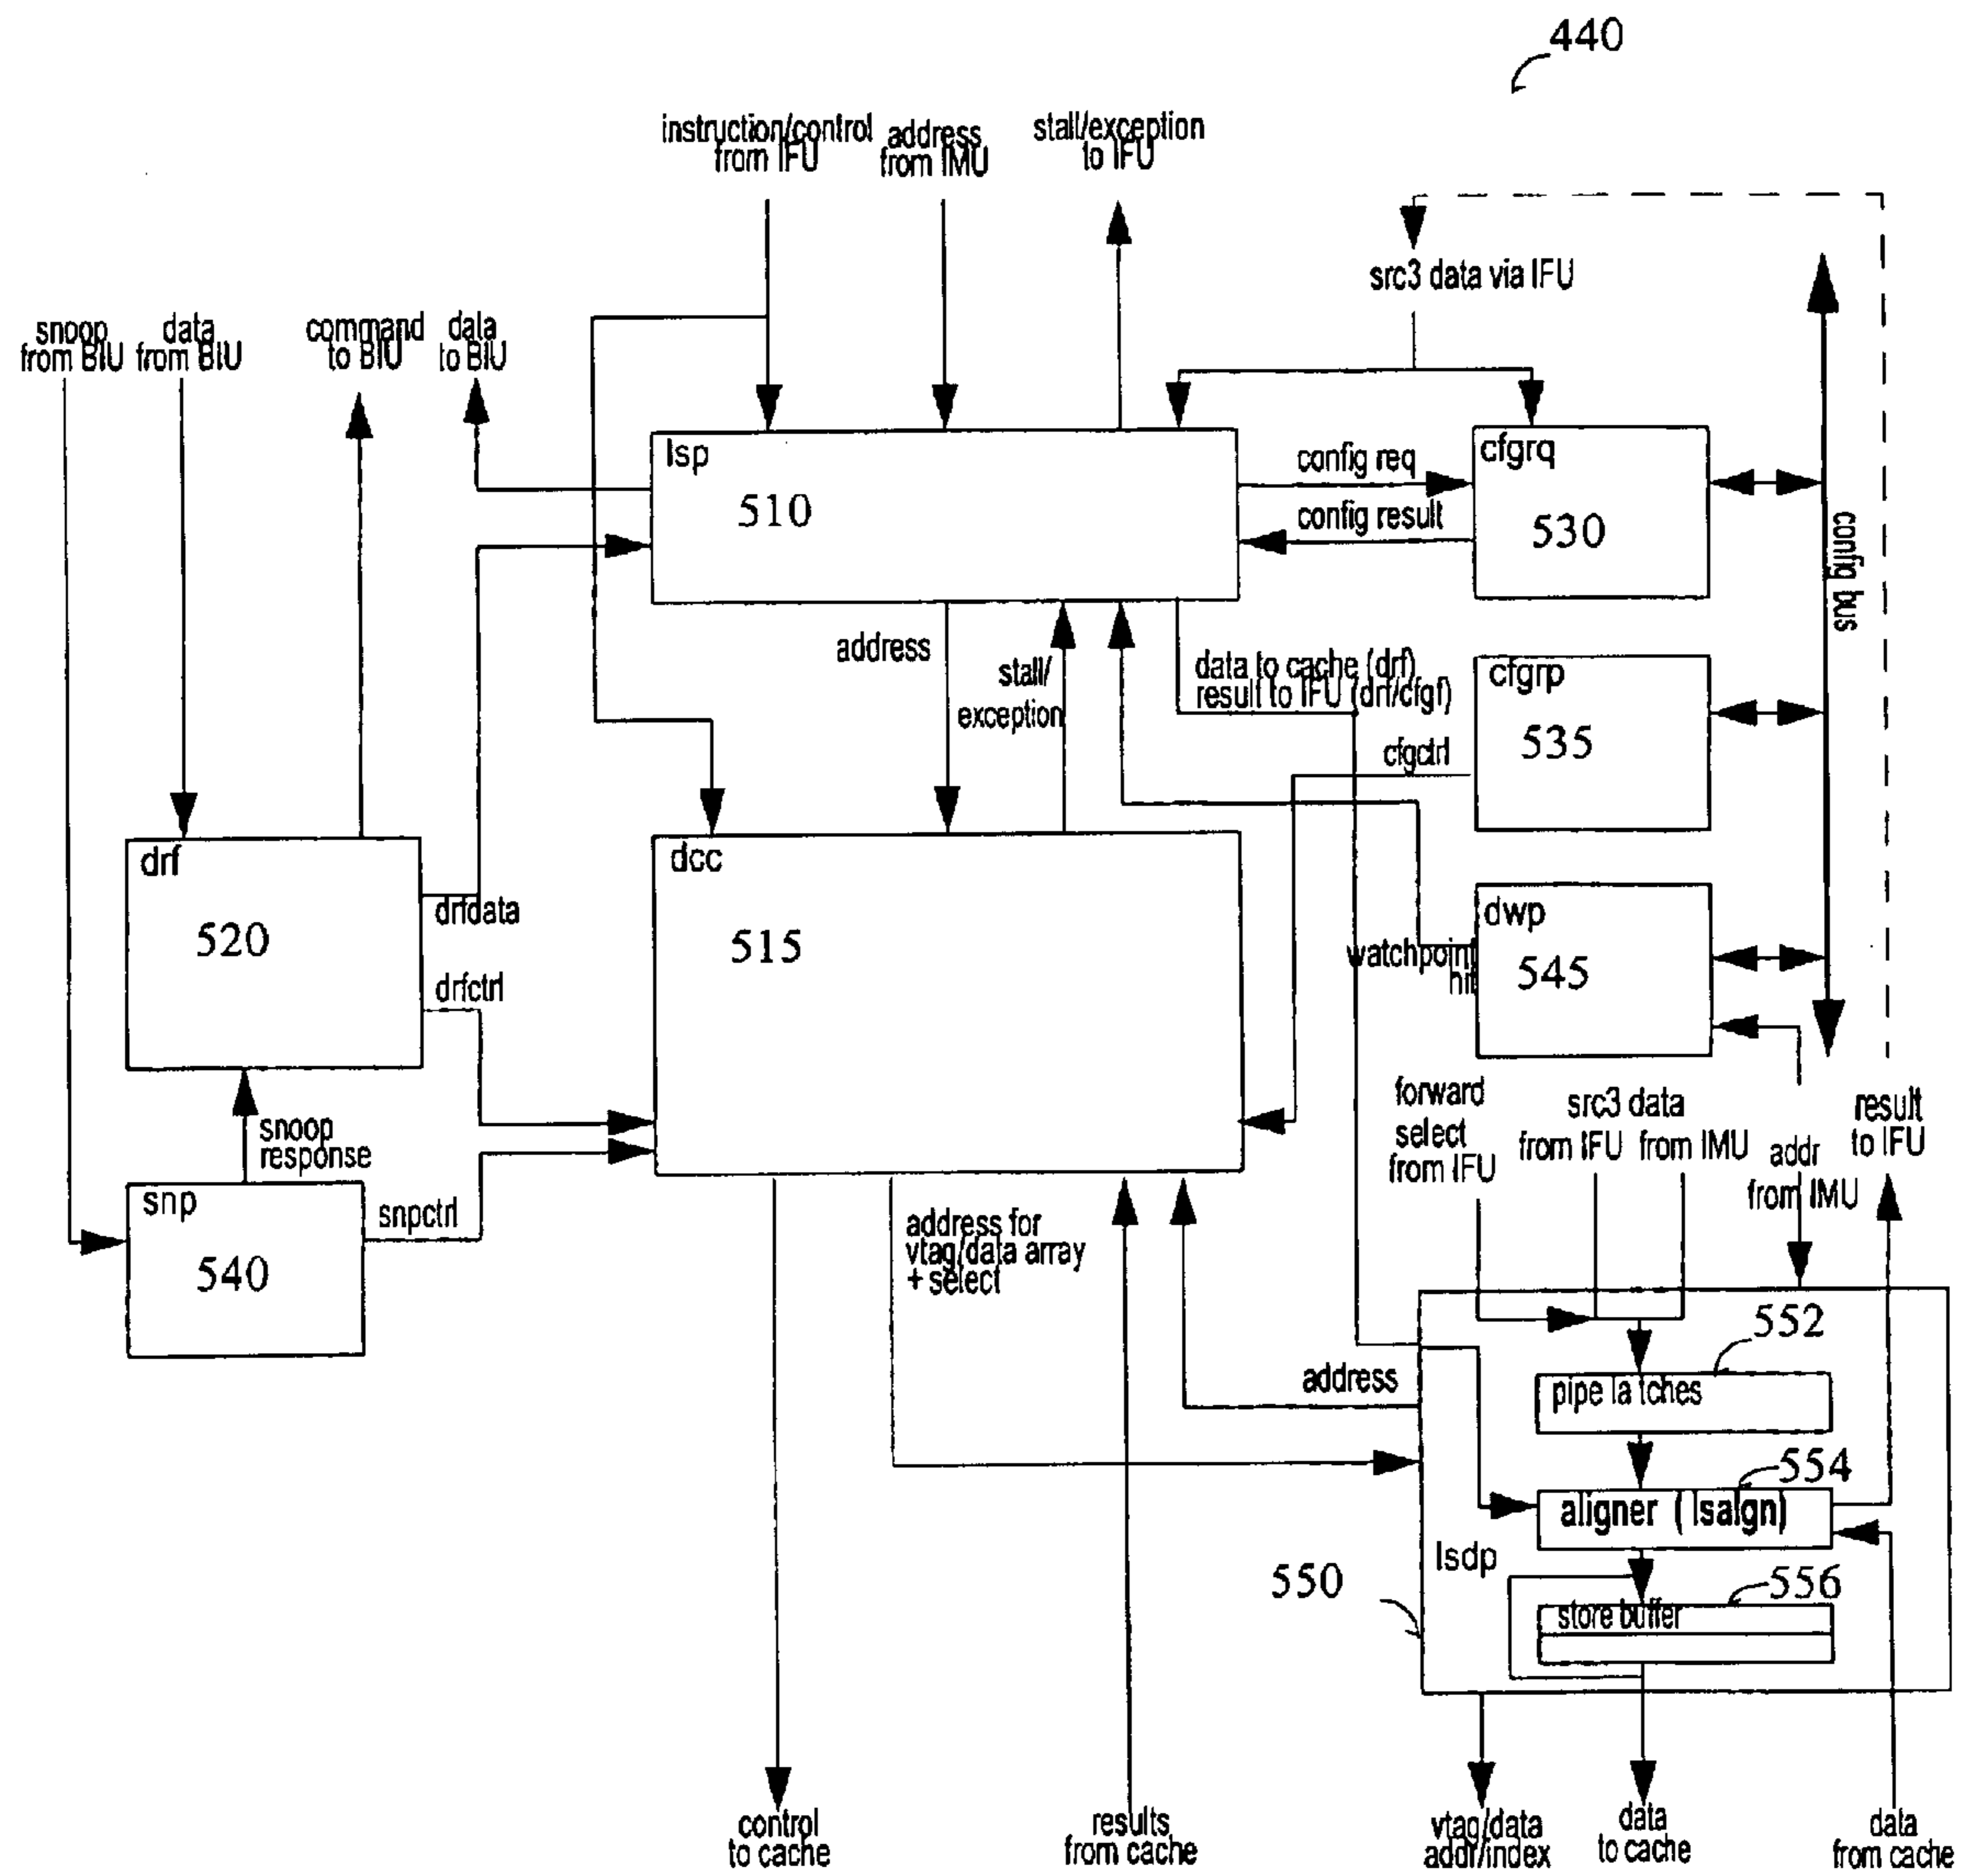 440
instruction/control
from IFU
address
from IMU
stall/exception
to IFU
src3 data via IFU
snoop
from BIU
data
from BIU
command
to BIU
data
to BIU
lsp
510
config req
config result
cfgrq
530
config bus
address
stall/
exception
data to cache (drf)
result to IFU (drf/cfgf)
cfgrp
535
cfgctrl
drf
520
drfdata
drfctrl
dcc
515
dwp
545
watchpoint
hit
snoop
response
snp
540
snpctrl
forward
select
from IFU
src3 data
from IFU
from IMU
addr
from IMU
result
to IFU
address for
vtag/data array
+ select
address
552
pipe latches
554
aligner (lsalgn)
lsdp
550
556
store buffer
control
to cache
results
from cache
vtag/data
addr/index
data
to cache
data
from cache